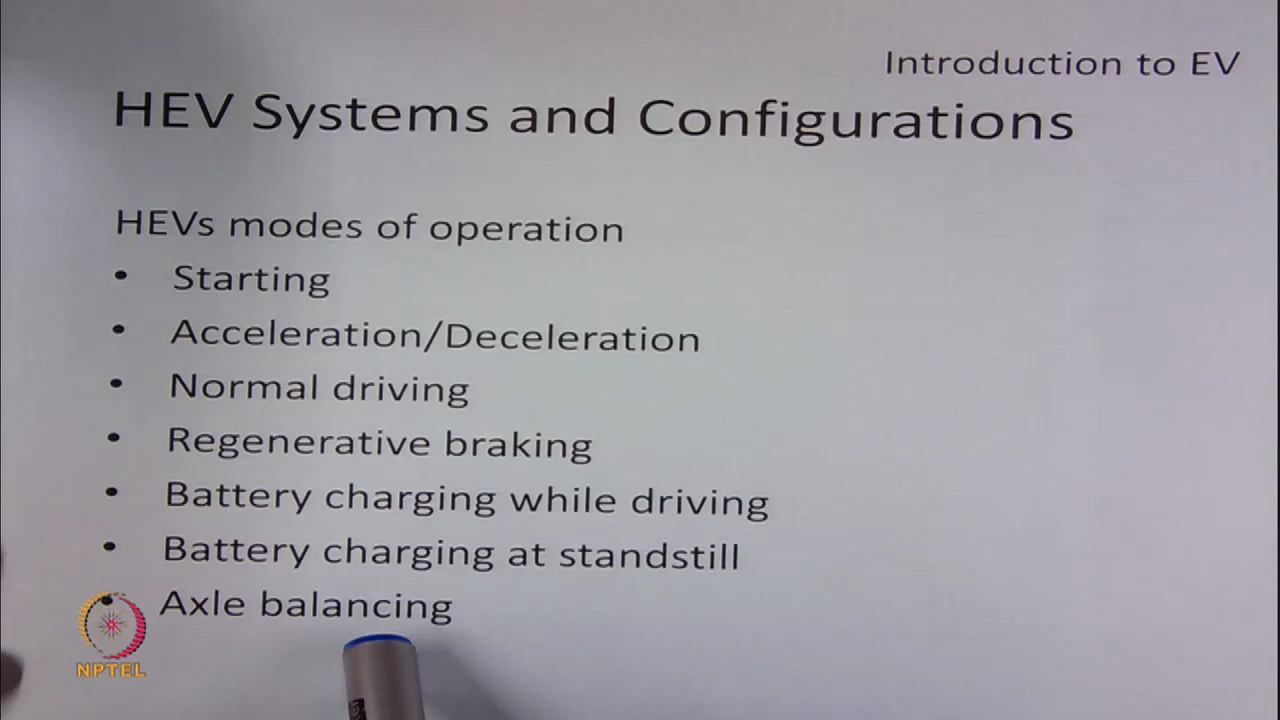 Introduction to EV
HEV Systems and Configurations
HEVs modes of operation
• Starting
• Acceleration/Deceleration
• Normal driving
• Regenerative braking
• Battery charging while driving
• Battery charging at standstill
• Axle balancing
NPTEL